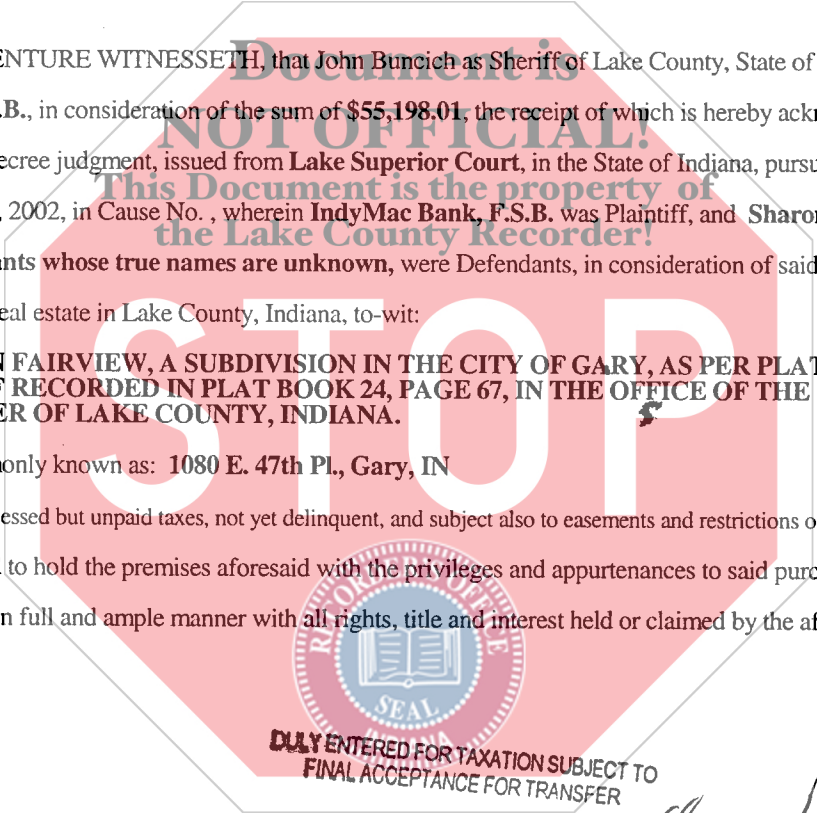 ENTURE WITNESSETH, that John Buncich as Sheriff of Lake County, State of
Document is
.B., in consideration of the sum of $55,198.01, the receipt of which is hereby ackn
NOT OFFICIAL!
ecree judgment, issued from Lake Superior Court, in the State of Indiana, pursu
This Document is the property of
, 2002, in Cause No. , wherein IndyMac Bank, F.S.B. was Plaintiff, and Sharon
the Lake County Recorder!
ants whose true names are unknown, were Defendants, in consideration of said
eal estate in Lake County, Indiana, to-wit:
STOP
N FAIRVIEW, A SUBDIVISION IN THE CITY OF GARY, AS PER PLAT
F RECORDED IN PLAT BOOK 24, PAGE 67, IN THE OFFICE OF THE
ER OF LAKE COUNTY, INDIANA.
only known as: 1080 E. 47th Pl., Gary, IN
essed but unpaid taxes, not yet delinquent, and subject also to easements and restrictions o
to hold the premises aforesaid with the privileges and appurtenances to said purc
n full and ample manner with all rights, title and interest held or claimed by the af
RECORDER'S OFFICE
SEAL
INDIANA
DULY ENTERED FOR TAXATION SUBJECT TO
FINAL ACCEPTANCE FOR TRANSFER